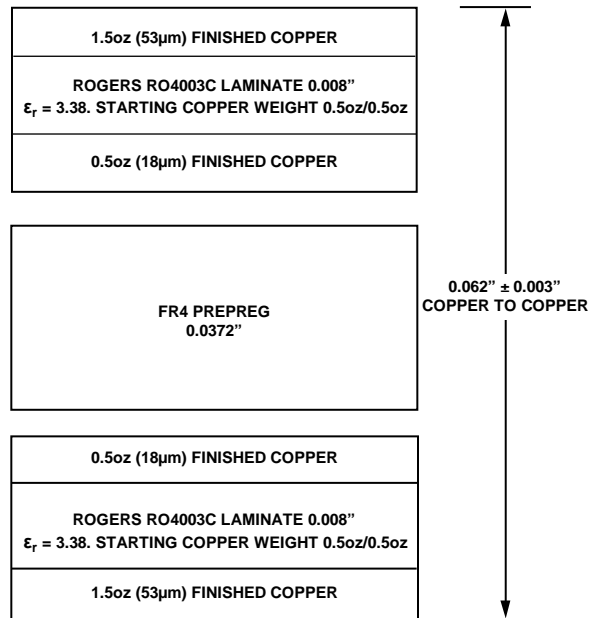 1.5oz (53µm) FINISHED COPPER
ROGERS RO4003C LAMINATE 0.008”
εr = 3.38. STARTING COPPER WEIGHT 0.5oz/0.5oz
0.5oz (18µm) FINISHED COPPER
FR4 PREPREG
0.0372”
0.062” ± 0.003”
COPPER TO COPPER
0.5oz (18µm) FINISHED COPPER
ROGERS RO4003C LAMINATE 0.008”
εr = 3.38. STARTING COPPER WEIGHT 0.5oz/0.5oz
1.5oz (53µm) FINISHED COPPER